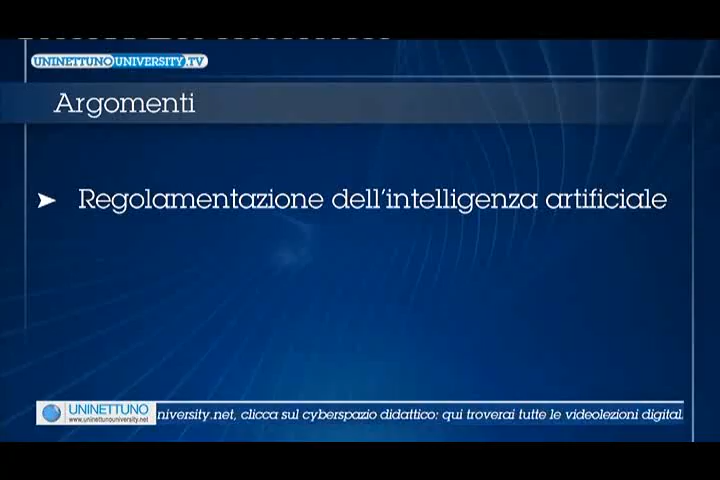 UNINETTUNOUNIVERSITY.TV
Argomenti
➤ Regolamentazione dell'intelligenza artificiale
UNINETTUNO
www.uninettunouniversity.net
niversity.net, clicca sul cyberspazio didattico: qui troverai tutte le videolezioni digital